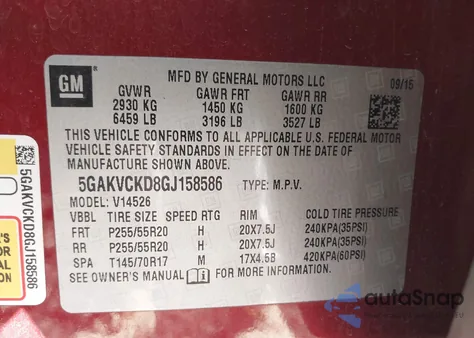 GM
MFD BY GENERAL MOTORS LLC
09/15
GVWR GAWR FRT GAWR RR
2930 KG 1450 KG 1600 KG
6459 LB 3196 LB 3527 LB
THIS VEHICLE CONFORMS TO ALL APPLICABLE U.S. FEDERAL MOTOR
VEHICLE SAFETY STANDARDS IN EFFECT ON THE DATE OF
MANUFACTURE SHOWN ABOVE.
5GAKVCKD8GJ158586 TYPE: M.P.V.
MODEL: V14526
VBBL TIRE SIZE SPEED RTG RIM COLD TIRE PRESSURE
FRT P255/55R20 H 20X7.5J 240KPA(35PSI)
RR P255/55R20 H 20X7.5J 240KPA(35PSI)
SPA T145/70R17 M 17X4.5B 420KPA(60PSI)
SEE OWNER'S MANUAL i FOR MORE INFORMATION.
5GAKVCKD8GJ158586
autoSnap